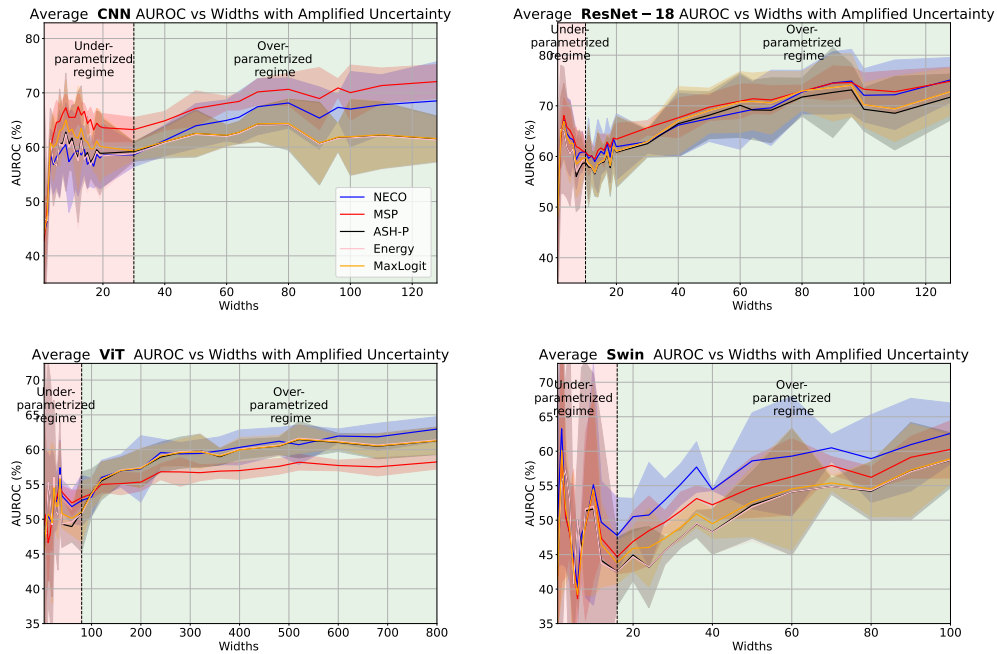 Average CNN AUROC vs Widths with Amplified Uncertainty
Under-
parametrized
regime
Over-
parametrized
regime
80
70
60
50
40
AUROC (%)
20
40
60
80
100
120
Widths
NECO
MSP
ASH-P
Energy
MaxLogit
Average ResNet – 18 AUROC vs Widths with Amplified Uncertainty
Under-
parametrized
regime
Over-
parametrized
regime
80
70
60
50
40
AUROC (%)
20
40
60
80
100
120
Widths
Average ViT AUROC vs Widths with Amplified Uncertainty
Under-
parametrized
regime
Over-
parametrized
regime
70
65
60
55
50
45
40
35
AUROC (%)
100
200
300
400
500
600
700
800
Widths
Average Swin AUROC vs Widths with Amplified Uncertainty
Under-
parametrized
regime
Over-
parametrized
regime
70
65
60
55
50
45
40
35
AUROC (%)
20
40
60
80
100
Widths